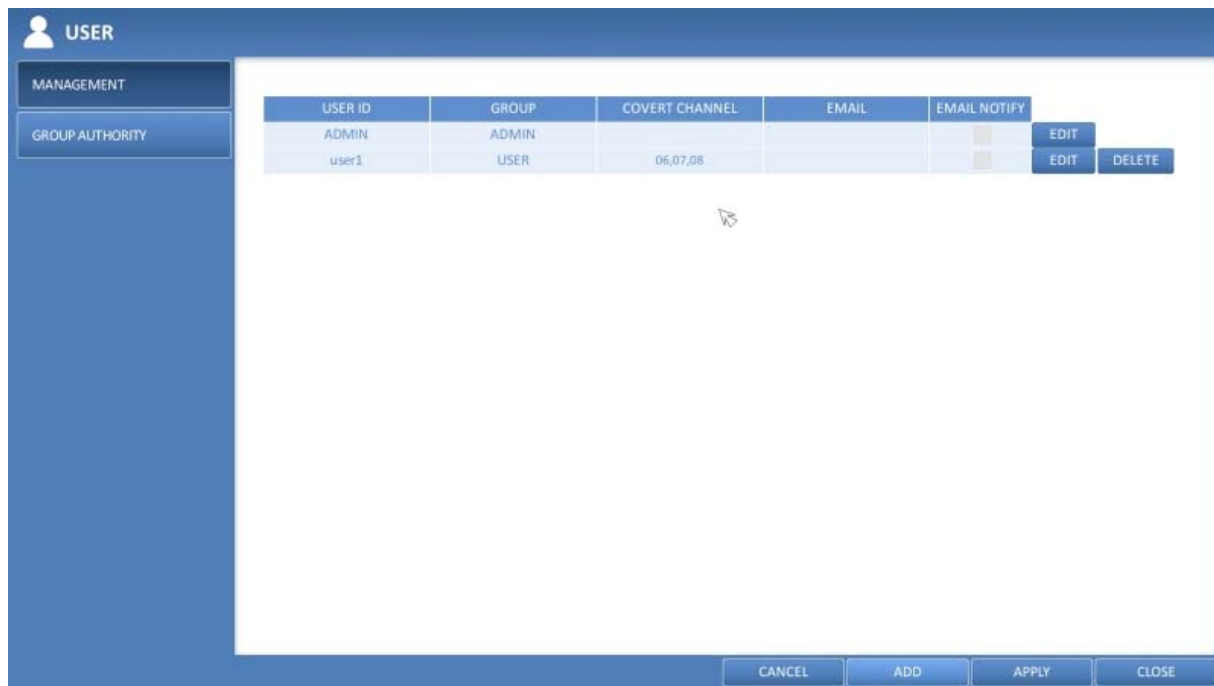 USER
MANAGEMENT
GROUP AUTHORITY
USER ID GROUP COVERT CHANNEL EMAIL EMAIL NOTIFY
ADMIN ADMIN EDIT
user1 USER 06,07,08 EDIT DELETE
CANCEL ADD APPLY CLOSE